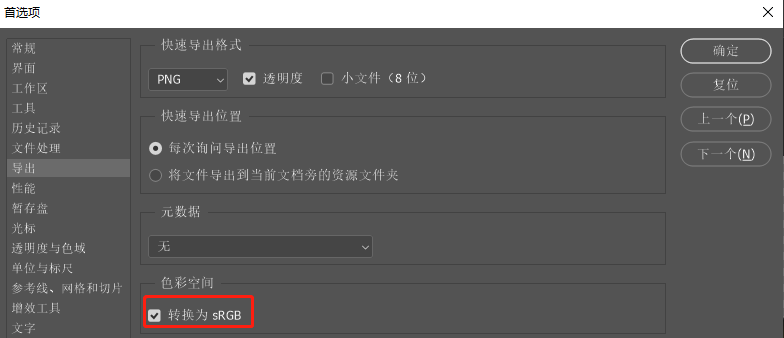 首选项
常规
界面
工作区
工具
历史记录
文件处理
导出
性能
暂存盘
光标
透明度与色域
单位与标尺
参考线、网格和切片
增效工具
文字
快速导出格式
PNG
透明度
小文件（8 位）
快速导出位置
每次询问导出位置
将文件导出到当前文档旁的资源文件夹
元数据
无
色彩空间
转换为 sRGB
确定
复位
上一个(P)
下一个(N)